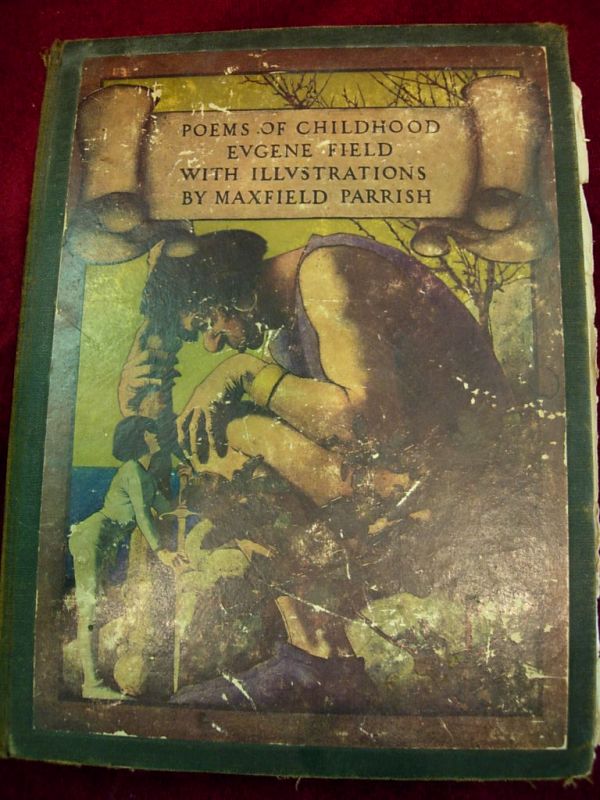 POEMS OF CHILDHOOD
EVGENE FIELD
WITH ILLVSTRATIONS
BY MAXFIELD PARRISH